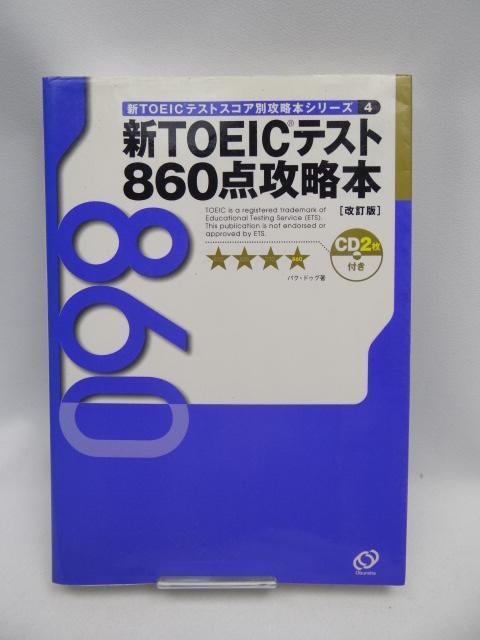 新TOEICテストスコア別攻略本シリーズ 4
新TOEIC®テスト
860点攻略本
[改訂版]
TOEIC is a registered trademark of
Educational Testing Service (ETS).
This publication is not endorsed or
approved by ETS.
CD2枚
付き
860
パク・ドゥグ著
860
Obunsha